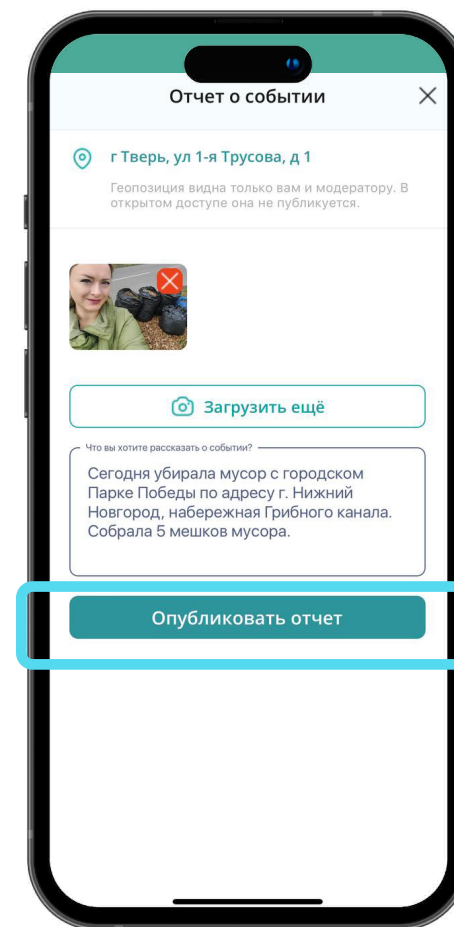 Отчет о событии
г Тверь, ул 1-я Трусова, д 1
Геопозиция видна только вам и модератору. В
открытом доступе она не публикуется.
Загрузить ещё
Что вы хотите рассказать о событии?
Сегодня убирала мусор с городском
Парке Победы по адресу г. Нижний
Новгород, набережная Грибного канала.
Собрала 5 мешков мусора.
Опубликовать отчет